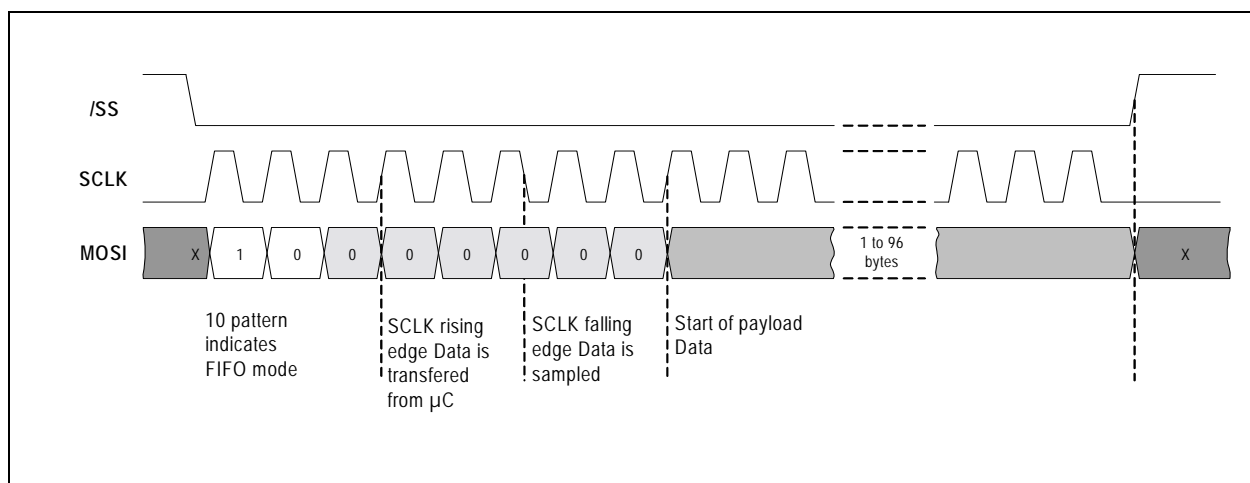 /SS
SCLK
MOSI
X 1 0 0 0 0 0 0 0 1 to 96 X
bytes
10 pattern
indicates
FIFO mode
SCLK rising
edge Data is
transfered
from µC
SCLK falling
edge Data is
sampled
Start of payload
Data